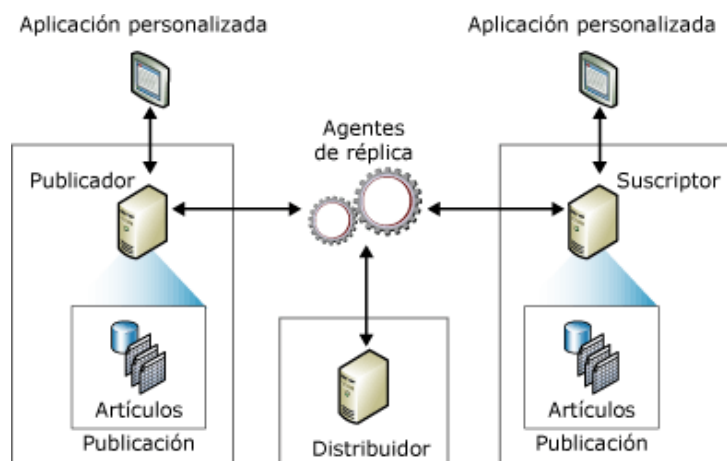 Aplicación personalizada
Aplicación personalizada
Agentes
de réplica
Publicador
Suscriptor
Artículos
Publicación
Distribuidor
Artículos
Publicación